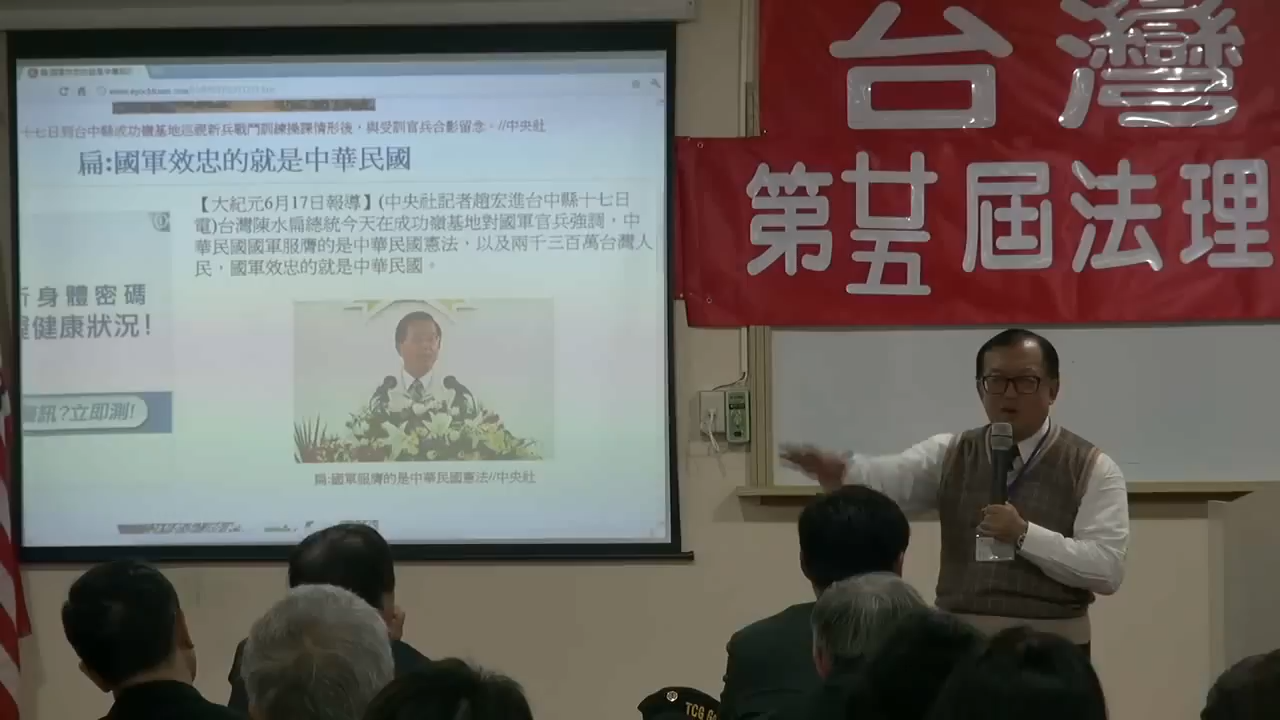 十七日到台中縣成功嶺基地巡視新兵戰鬥訓練操課情形後，與受訓官兵合影留念。//中央社
扁:國軍效忠的就是中華民國
【大紀元6月17日報導】(中央社記者趙宏進台中縣十七日
電)台灣陳水扁總統今天在成功嶺基地對國軍官兵強調，中
華民國國軍服膺的是中華民國憲法，以及兩千三百萬台灣人
民，國軍效忠的就是中華民國。
身體密碼
健康狀況!
訊?立即測!
扁:國軍服膺的是中華民國憲法//中央社
台灣
第廿五屆法理
TCG